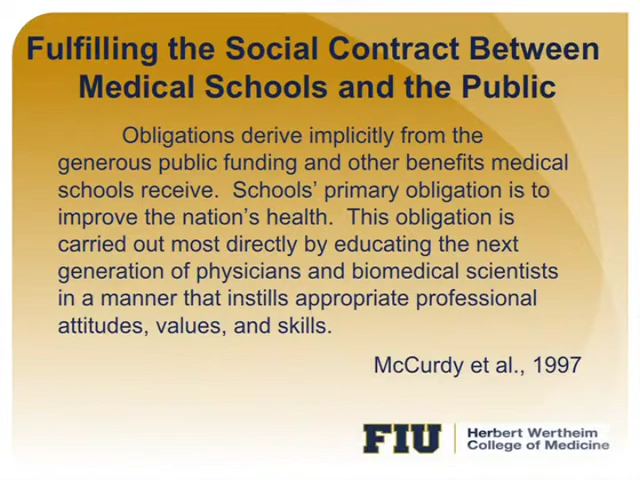 Fulfilling the Social Contract Between
Medical Schools and the Public
Obligations derive implicitly from the
generous public funding and other benefits medical
schools receive.  Schools’ primary obligation is to
improve the nation’s health.  This obligation is
carried out most directly by educating the next
generation of physicians and biomedical scientists
in a manner that instills appropriate professional
attitudes, values, and skills.
McCurdy et al., 1997
FIU
Herbert Wertheim
College of Medicine